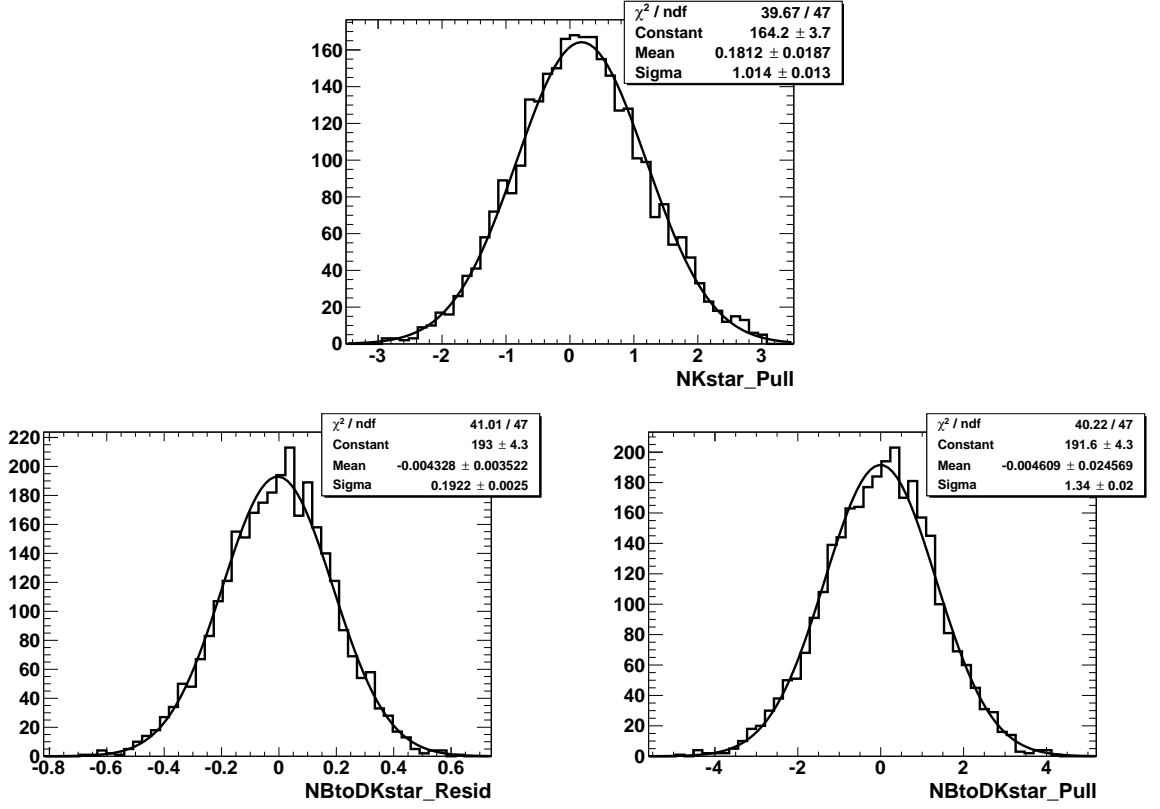 χ² / ndf 39.67 / 47
Constant 164.2 ± 3.7
Mean 0.1812 ± 0.0187
Sigma 1.014 ± 0.013
160
140
120
100
80
60
40
20
0
-3 -2 -1 0 1 2 3
NKstar_Pull
χ² / ndf 41.01 / 47
Constant 193 ± 4.3
Mean -0.004328 ± 0.003522
Sigma 0.1922 ± 0.0025
220
200
180
160
140
120
100
80
60
40
20
0
-0.8 -0.6 -0.4 -0.2 0 0.2 0.4 0.6
NBtoDKstar_Resid
χ² / ndf 40.22 / 47
Constant 191.6 ± 4.3
Mean -0.004609 ± 0.024569
Sigma 1.34 ± 0.02
200
180
160
140
120
100
80
60
40
20
0
-4 -2 0 2 4
NBtoDKstar_Pull